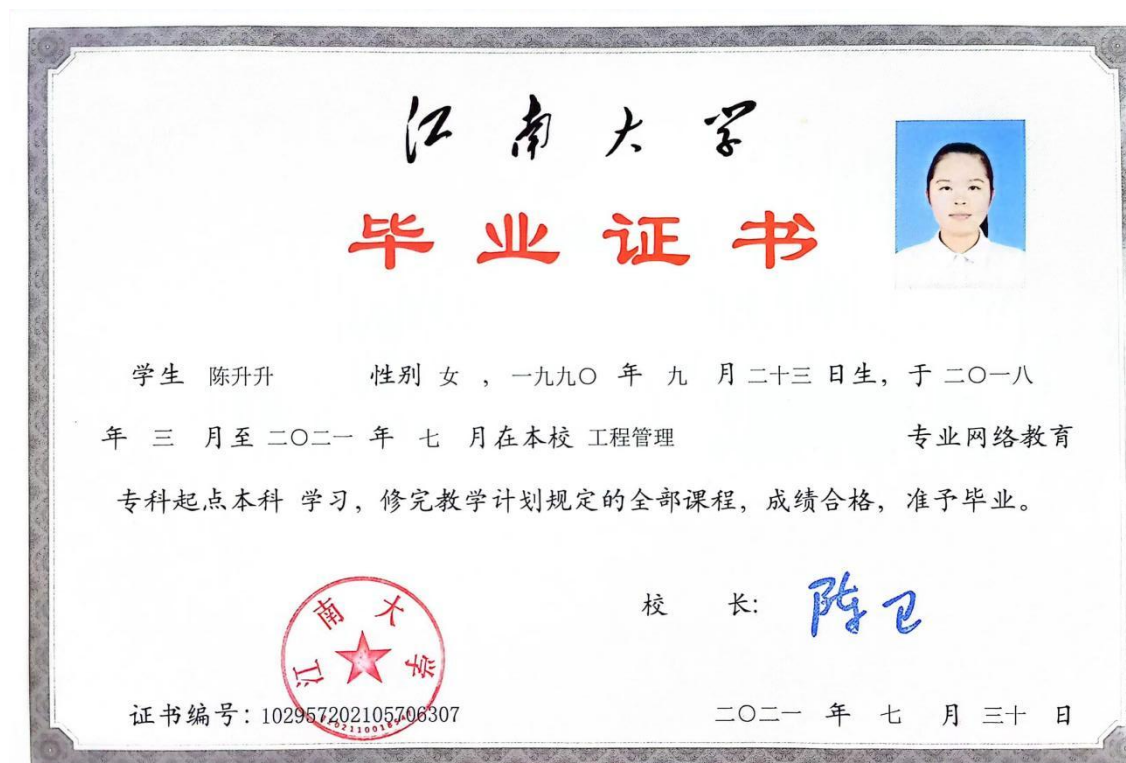 江南大学
毕业证书
学生 陈升升 性别 女 ，一九九〇 年 九 月 二十三 日生，于 二〇一八
年 三 月至 二〇二一 年 七 月在本校 工程管理 专业网络教育
专科起点本科 学习，修完教学计划规定的全部课程，成绩合格，准予毕业。
校 长: 陈卫
江南大学
证书编号: 102957202105706307
二〇二一 年 七 月 三十 日